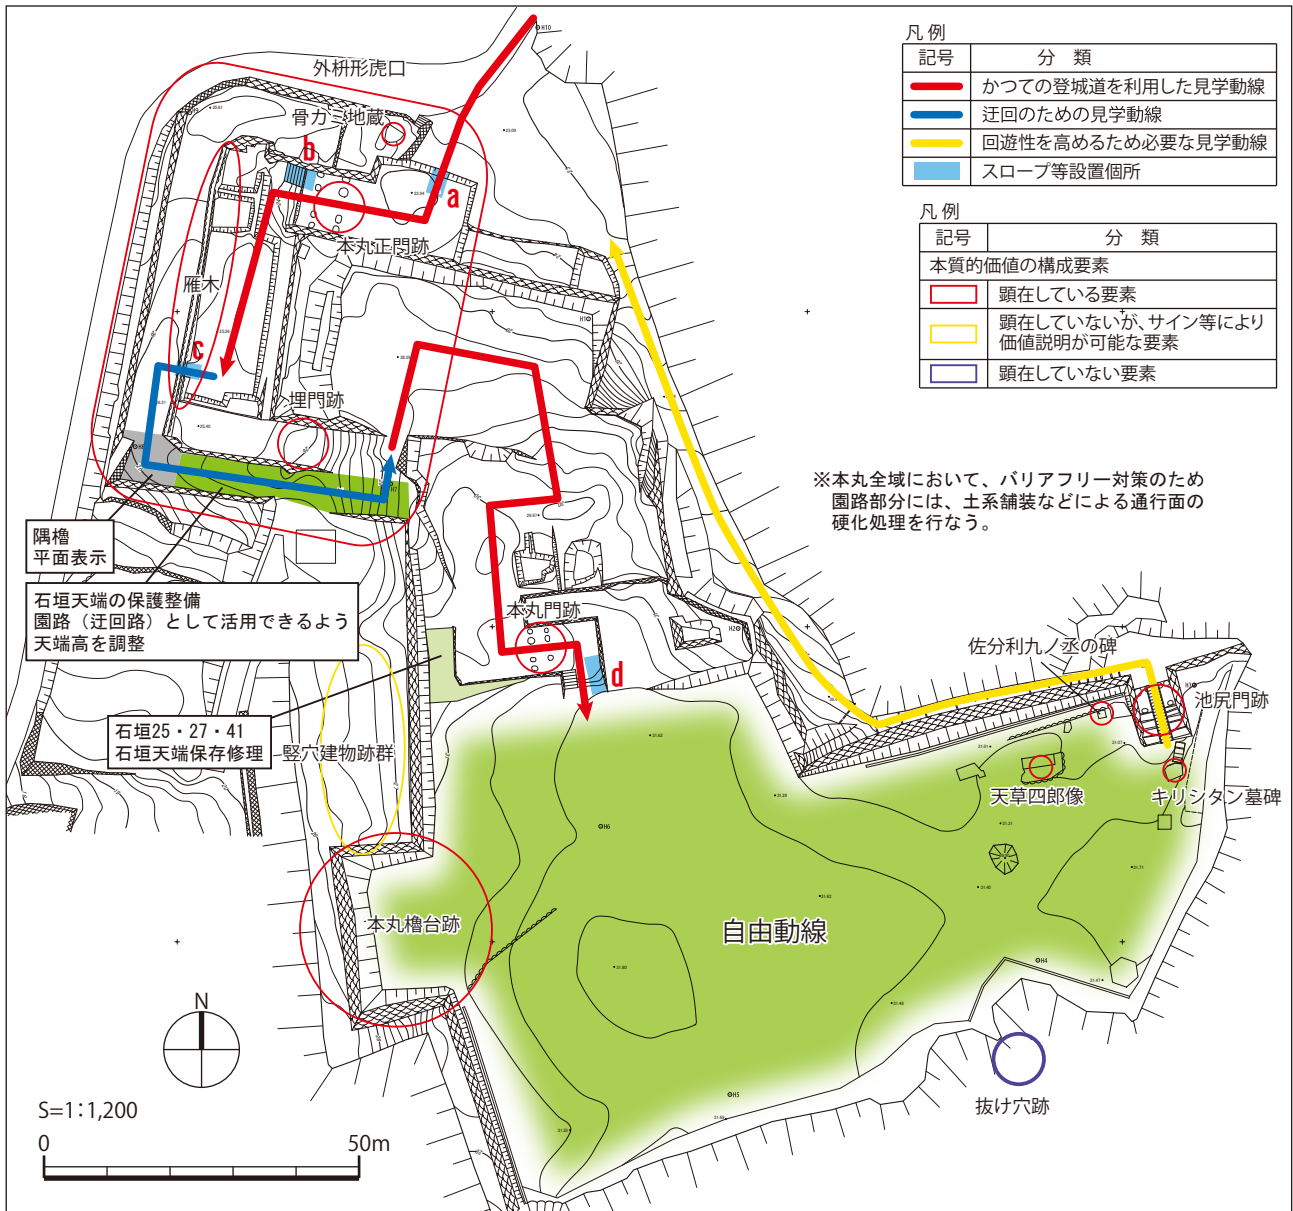 凡例
記号 分 類
かつての登城道を利用した見学動線
迂回のための見学動線
回遊性を高めるため必要な見学動線
スロープ等設置個所
凡例
記号 分 類
本質的価値の構成要素
顕在している要素
顕在していないが、サイン等により
価値説明が可能な要素
顕在していない要素
外枡形虎口
骨カミ地蔵
b
a
本丸正門跡
雁木
c
埋門跡
※本丸全域において、バリアフリー対策のため
園路部分には、土系舗装などによる通行面の
硬化処理を行なう。
隅櫓
平面表示
石垣天端の保護整備
園路（迂回路）として活用できるよう
天端高を調整
本丸門跡
d
佐分利九ノ丞の碑
池尻門跡
石垣25・27・41
石垣天端保存修理
竪穴建物跡群
天草四郎像
キリシタン墓碑
本丸櫓台跡
自由動線
抜け穴跡
N
S=1：1,200
0 50m
H10
H1
H2
H6
H4
H5
H7